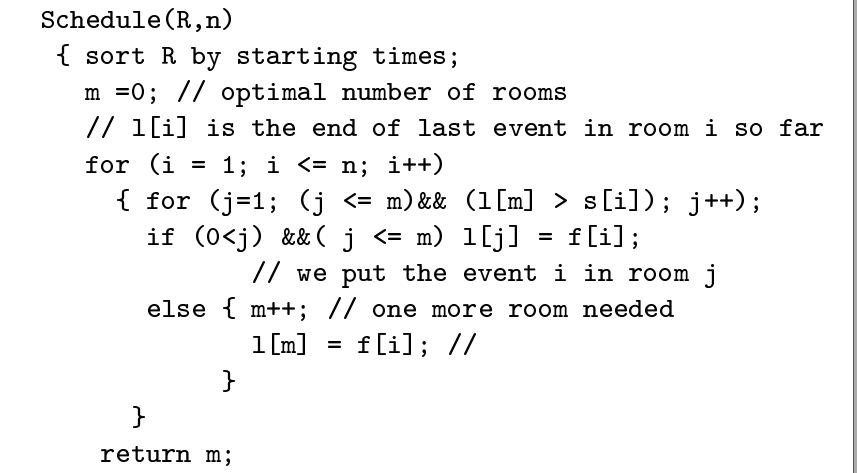 Schedule(R,n)
{ sort R by starting times;
m =0; // optimal number of rooms
// l[i] is the end of last event in room i so far
for (i = 1; i <= n; i++)
{ for (j=1; (j <= m)&& (l[m] > s[i]); j++);
if (0<j) &&( j <= m) l[j] = f[i];
// we put the event i in room j
else { m++; // one more room needed
l[m] = f[i]; //
}
}
return m;